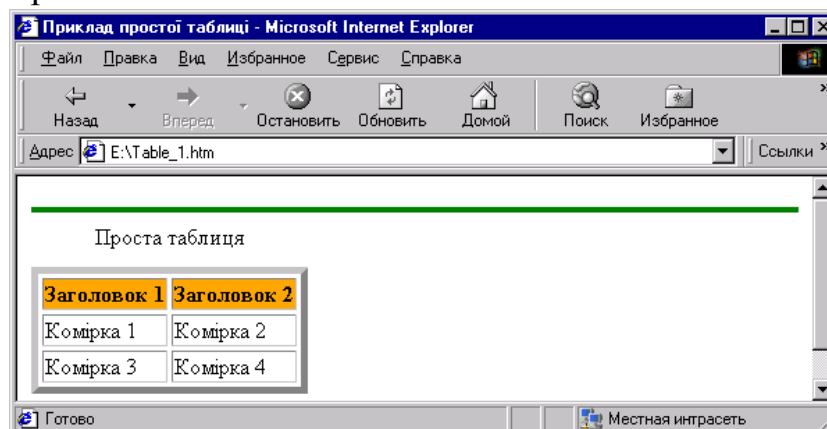 Приклад простої таблиці - Microsoft Internet Explorer
Файл Правка Вид Избранное Сервис Справка
Назад Вперед Остановить Обновить Домой Поиск Избранное »
Адрес E:\Table_1.htm Ссылки »
Проста таблиця
Заголовок 1 Заголовок 2
Комірка 1 Комірка 2
Комірка 3 Комірка 4
Готово Местная интрасеть